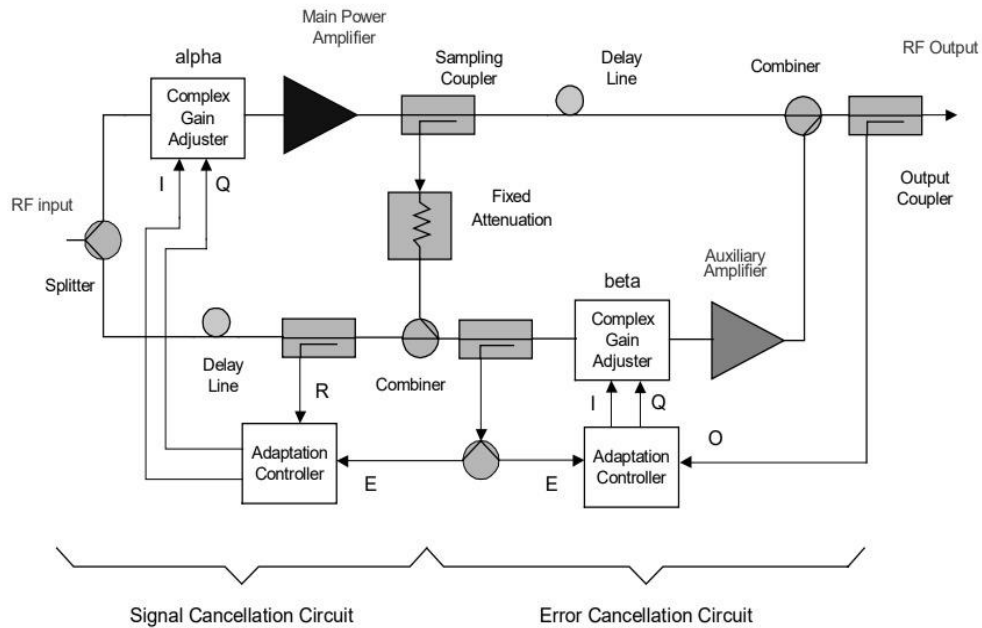 Main Power
Amplifier
alpha
Complex
Gain
Adjuster
Sampling
Coupler
Delay
Line
Combiner
RF Output
I
Q
RF input
Splitter
Fixed
Attenuation
Output
Coupler
Auxiliary
Amplifier
beta
Complex
Gain
Adjuster
Delay
Line
R
Combiner
I
Q
O
Adaptation
Controller
E
E
Adaptation
Controller
Signal Cancellation Circuit
Error Cancellation Circuit